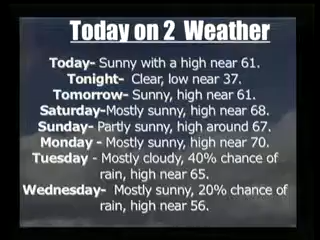 Today on 2 Weather
Today- Sunny with a high near 61.
Tonight- Clear, low near 37.
Tomorrow- Sunny, high near 61.
Saturday-Mostly sunny, high near 68.
Sunday- Partly sunny, high around 67.
Monday - Mostly sunny, high near 70.
Tuesday - Mostly cloudy, 40% chance of
rain, high near 65.
Wednesday- Mostly sunny, 20% chance of
rain, high near 56.